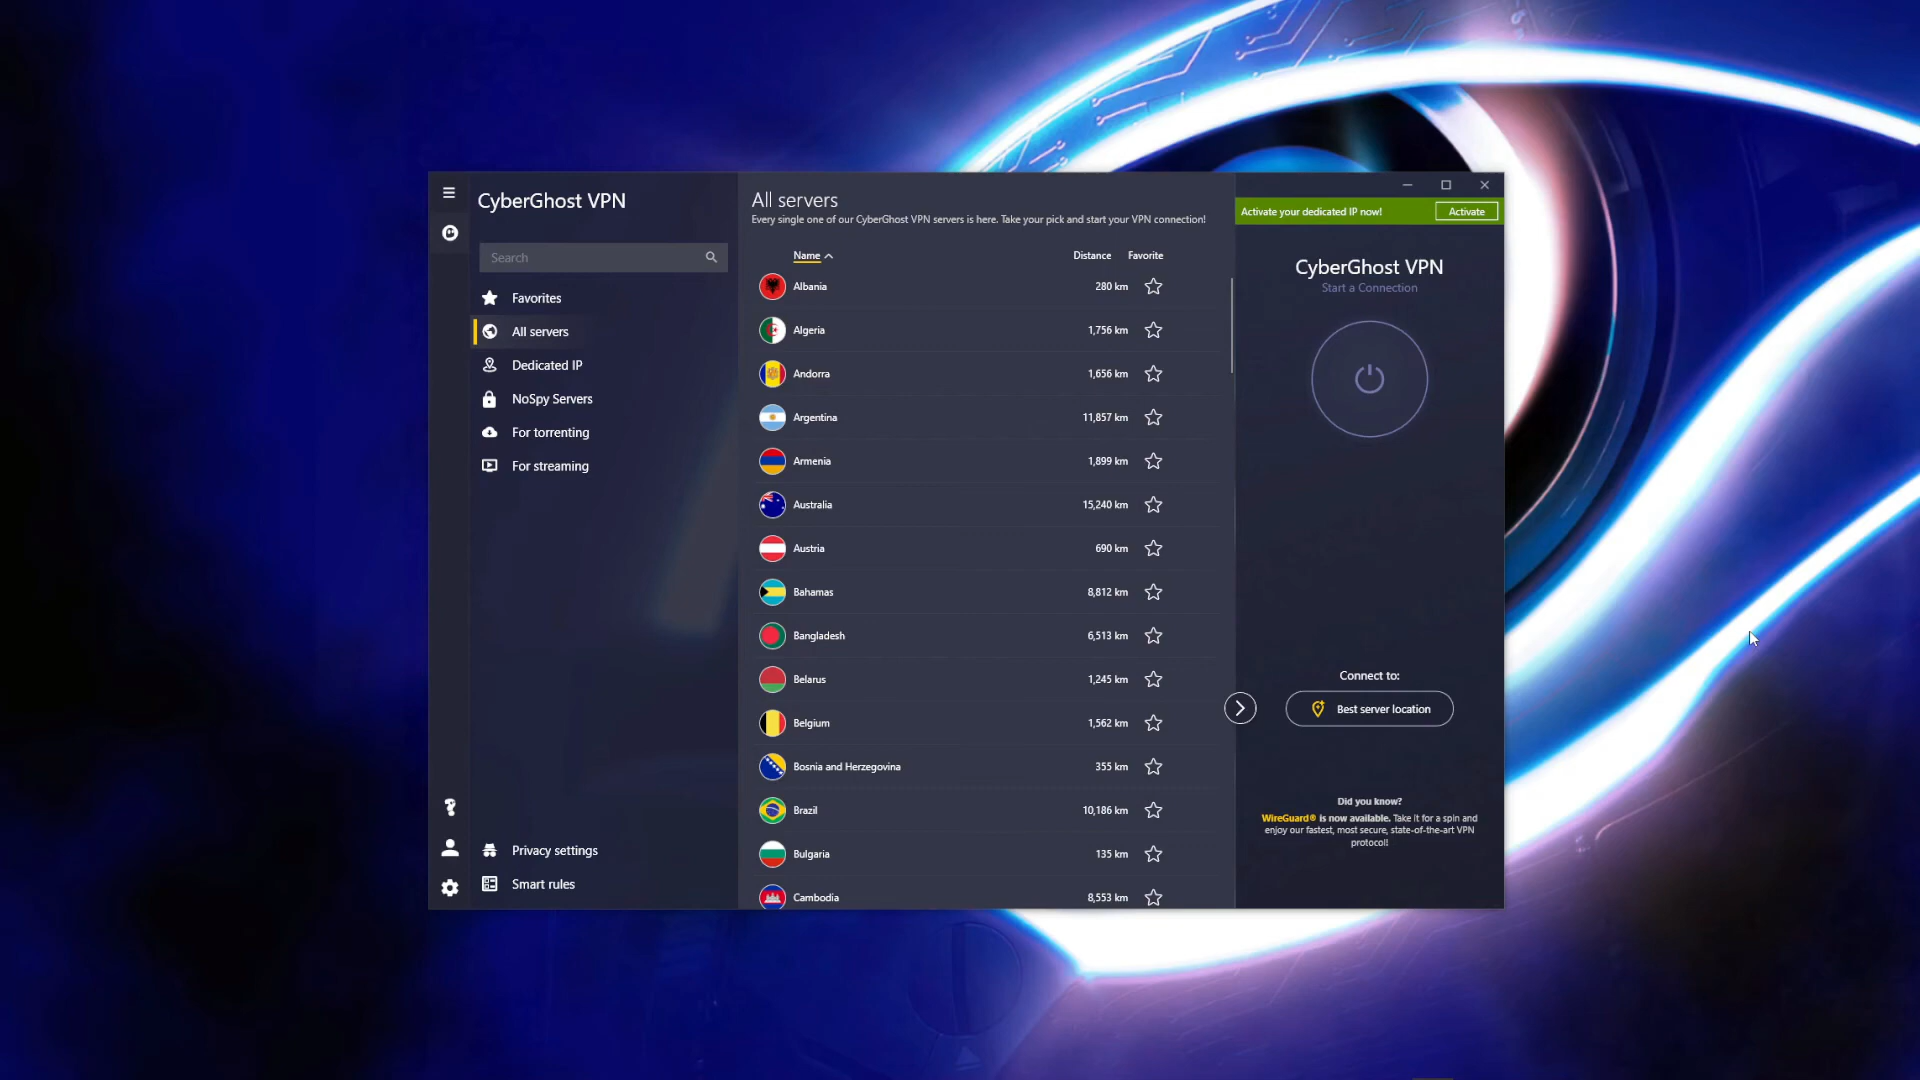 CyberGhost VPN
Search
Favorites
All servers
Dedicated IP
NoSpy Servers
For torrenting
For streaming
Privacy settings
Smart rules
All servers
Every single one of our CyberGhost VPN servers is here. Take your pick and start your VPN connection!
Name Distance Favorite
Albania 280 km
Algeria 1,756 km
Andorra 1,656 km
Argentina 11,857 km
Armenia 1,899 km
Australia 15,240 km
Austria 690 km
Bahamas 8,812 km
Bangladesh 6,513 km
Belarus 1,245 km
Belgium 1,562 km
Bosnia and Herzegovina 355 km
Brazil 10,186 km
Bulgaria 135 km
Cambodia 8,553 km
Activate your dedicated IP now! Activate
CyberGhost VPN
Start a Connection
Connect to:
Best server location
Did you know?
WireGuard® is now available. Take it for a spin and
enjoy our fastest, most secure, state-of-the-art VPN
protocol!